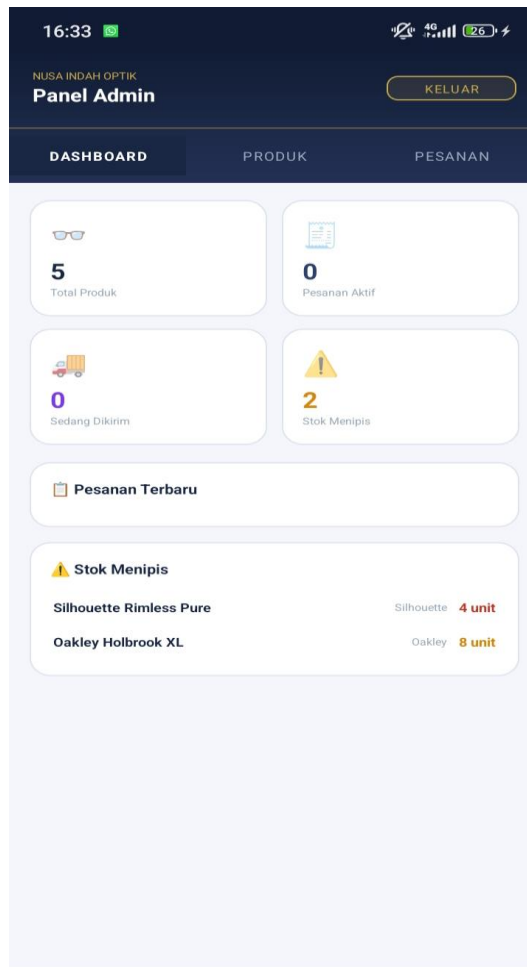 16:33
4G
26
NUSA INDAH OPTIK
Panel Admin
KELUAR
DASHBOARD
PRODUK
PESANAN
5
Total Produk
0
Pesanan Aktif
0
Sedang Dikirim
2
Stok Menipis
Pesanan Terbaru
Stok Menipis
Silhouette Rimless Pure Silhouette 4 unit
Oakley Holbrook XL Oakley 8 unit